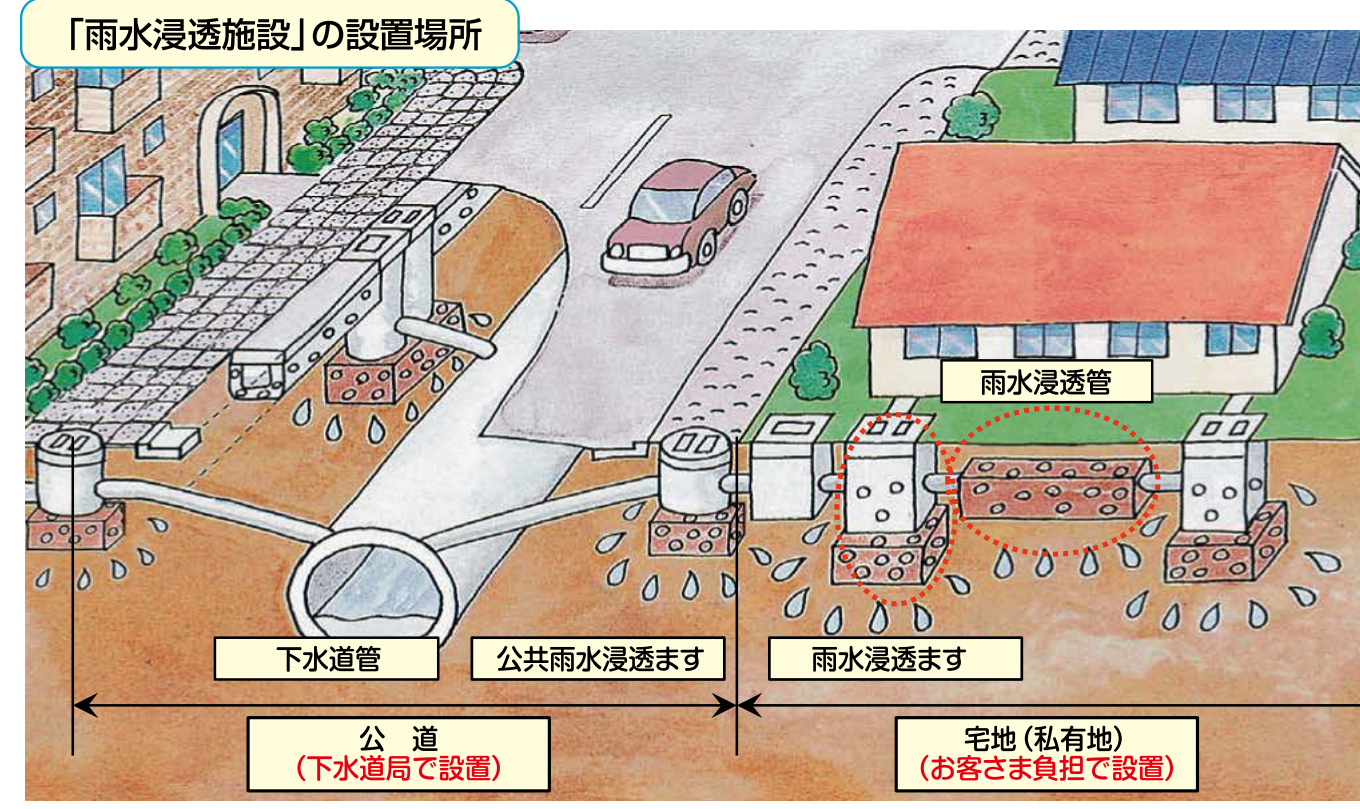 「雨水浸透施設」の設置場所
雨水浸透管
下水道管
公共雨水浸透ます
雨水浸透ます
公　道
（下水道局で設置）
宅地（私有地）
（お客さま負担で設置）